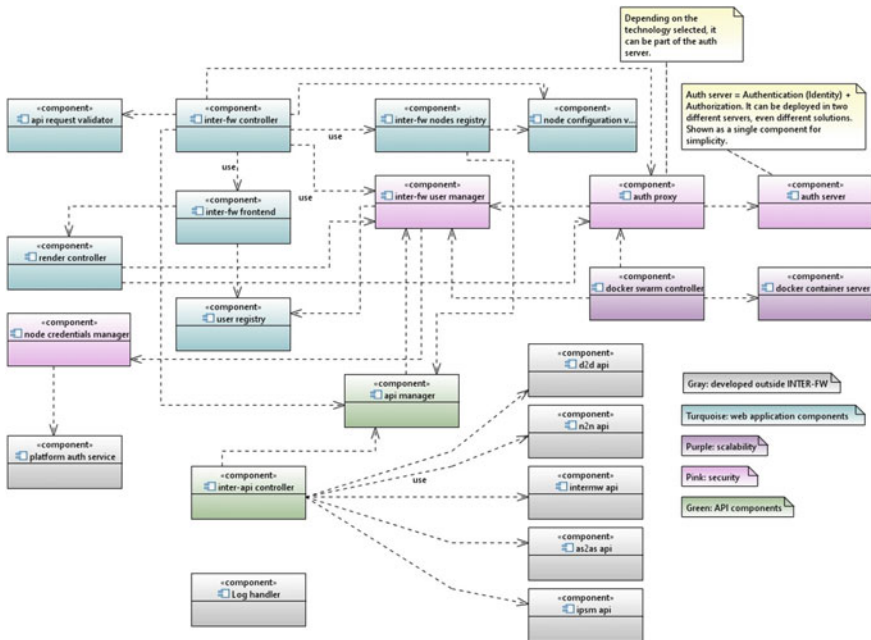 Depending on the
technology selected, it
can be part of the auth
server.
Auth server = Authentication (Identity) +
Authorization. It can be deployed in two
different servers, even different solutions.
Shown as a single component for
simplicity.
«component»
api request validator
«component»
inter-fw controller
use
«component»
inter-fw nodes registry
«component»
node configuration v...
use
use
«component»
inter-fw frontend
«component»
inter-fw user manager
«component»
auth proxy
«component»
auth server
«component»
render controller
«component»
docker swarm controller
«component»
docker container server
«component»
user registry
«component»
node credentials manager
«component»
d2d api
«component»
api manager
Gray: developed outside INTER-FW
«component»
n2n api
Turquoise: web application components
«component»
platform auth service
Purple: scalability
«component»
inter-api controller
use
«component»
intermw api
Pink: security
Green: API components
«component»
as2as api
«component»
Log handler
«component»
ipsm api